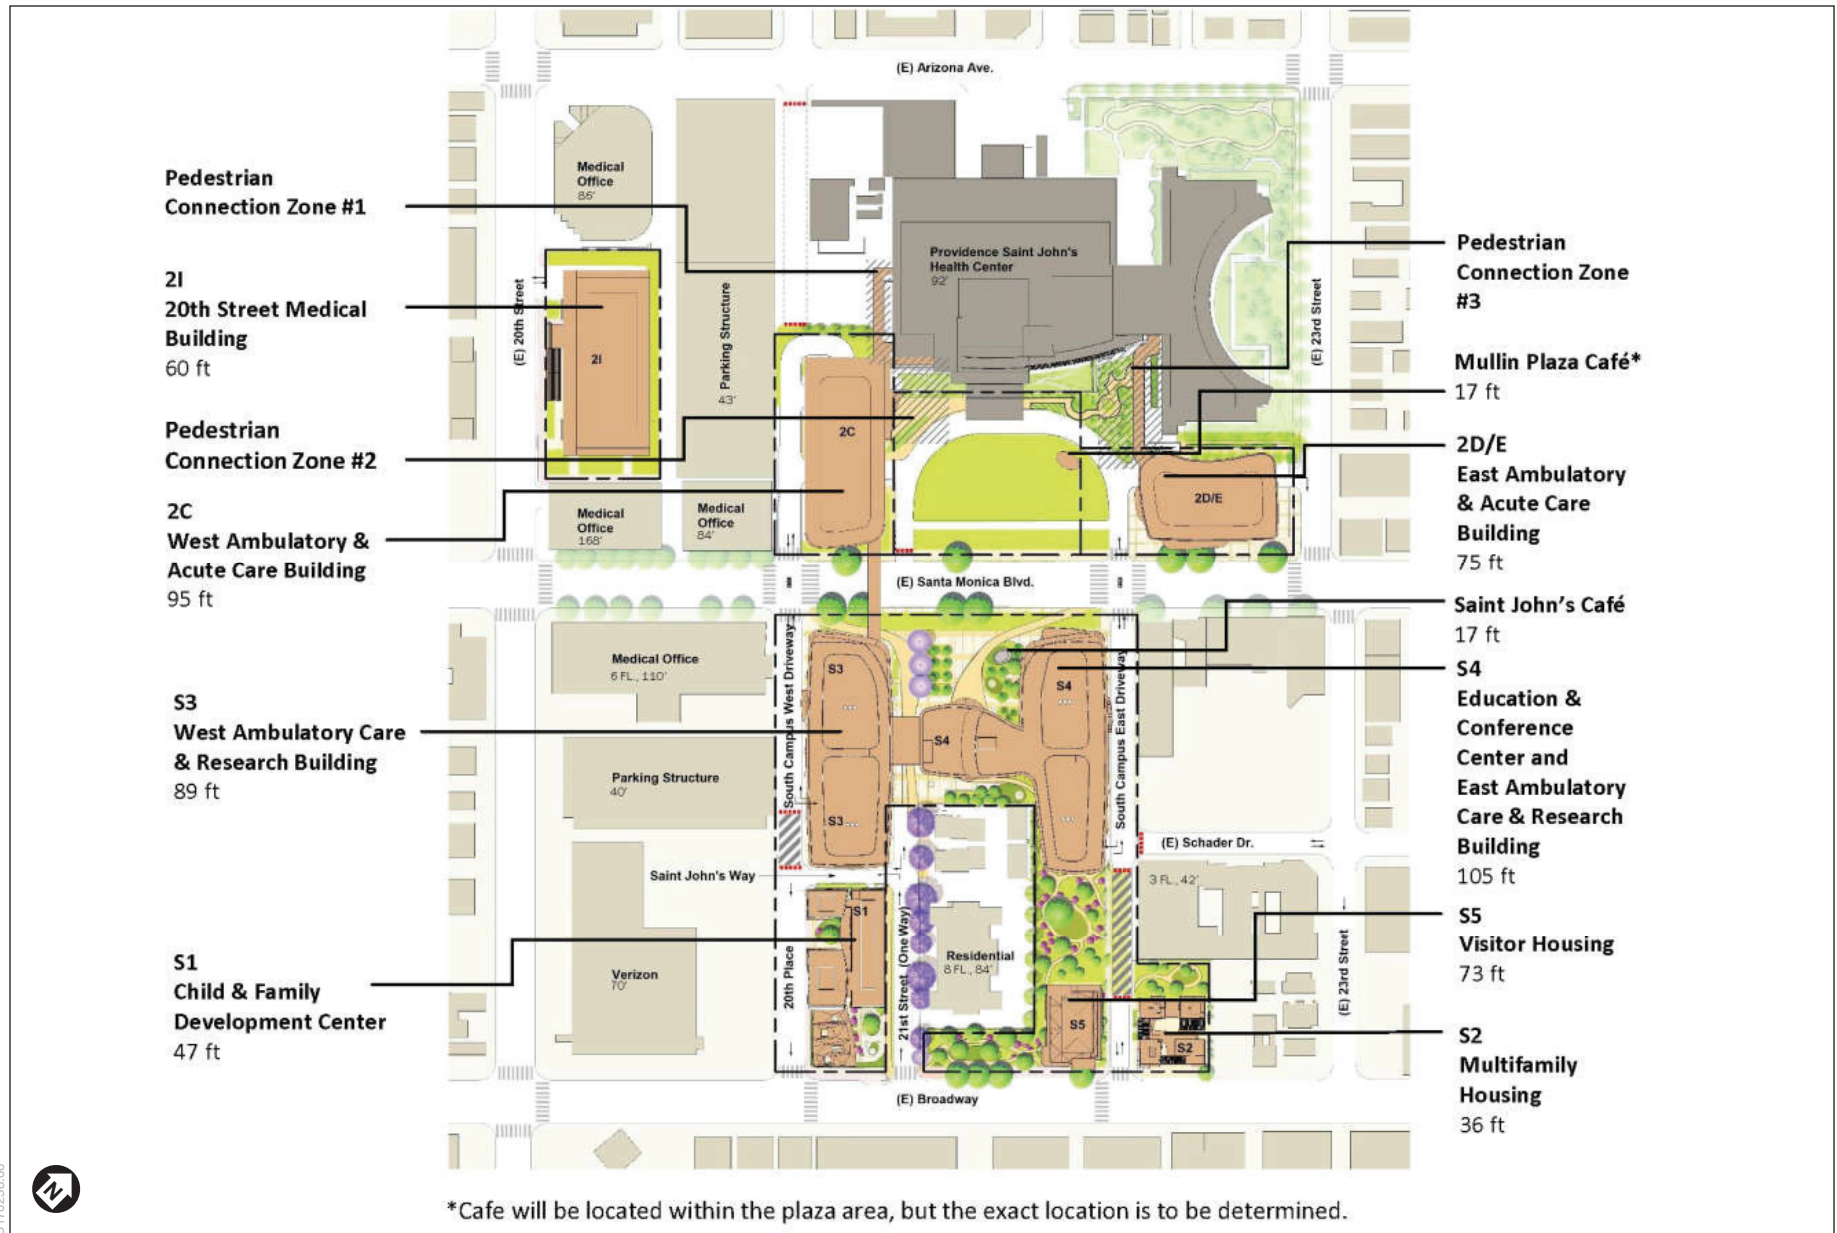 (E) Arizona Ave.
Pedestrian
Connection Zone #1
2I
20th Street Medical
Building
60 ft
Pedestrian
Connection Zone #2
2C
West Ambulatory &
Acute Care Building
95 ft
S3
West Ambulatory Care
& Research Building
89 ft
S1
Child & Family
Development Center
47 ft
Medical
Office
86'
(E) 20th Street
2I
Parking Structure
43'
Medical
Office
168'
Medical
Office
84'
Providence Saint John's
Health Center
92'
2C
2D/E
(E) 23rd Street
(E) Santa Monica Blvd.
Medical Office
6 FL., 110'
Parking Structure
40'
South Campus West Driveway
S3
S3
S4
S4
South Campus East Driveway
(E) Schader Dr.
Saint John's Way
3 FL., 42'
S1
Verizon
70'
20th Place
21st Street (One Way)
Residential
8 FL., 84'
S5
S2
(E) 23rd Street
(E) Broadway
Pedestrian
Connection Zone
#3
Mullin Plaza Café*
17 ft
2D/E
East Ambulatory
& Acute Care
Building
75 ft
Saint John's Café
17 ft
S4
Education &
Conference
Center and
East Ambulatory
Care & Research
Building
105 ft
S5
Visitor Housing
73 ft
S2
Multifamily
Housing
36 ft
N
*Cafe will be located within the plaza area, but the exact location is to be determined.